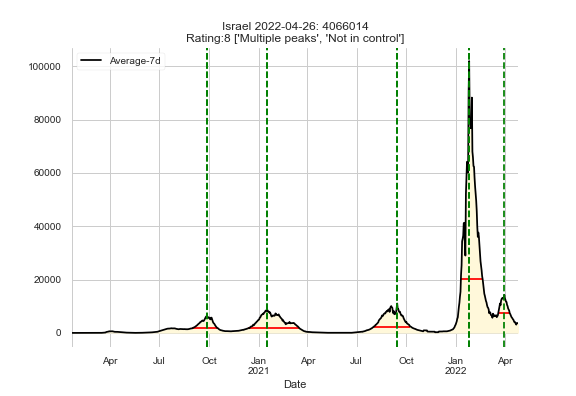 Israel 2022-04-26: 4066014
Rating:8 ['Multiple peaks', 'Not in control']
Average-7d
100000
80000
60000
40000
20000
0
Apr Jul Oct Jan Apr Jul Oct Jan Apr
2021 2022
Date